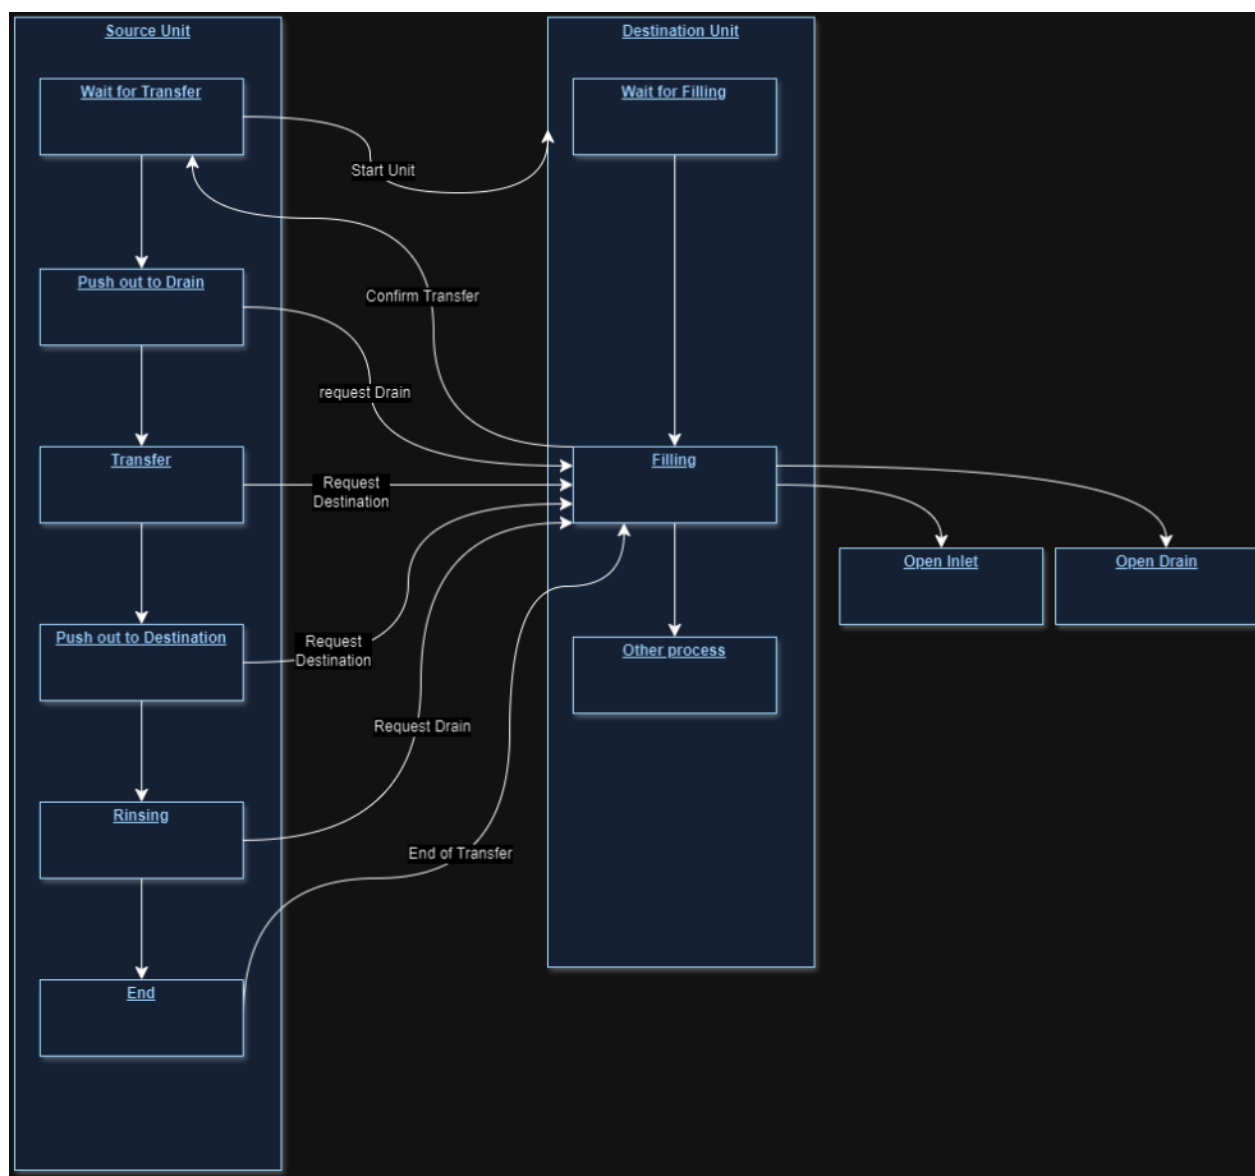 Source Unit
Destination Unit
Wait for Transfer
Wait for Filling
Start Unit
Push out to Drain
Confirm Transfer
request Drain
Transfer
Request
Destination
Filling
Open Inlet
Open Drain
Push out to Destination
Request
Destination
Other process
Request Drain
Rinsing
End of Transfer
End